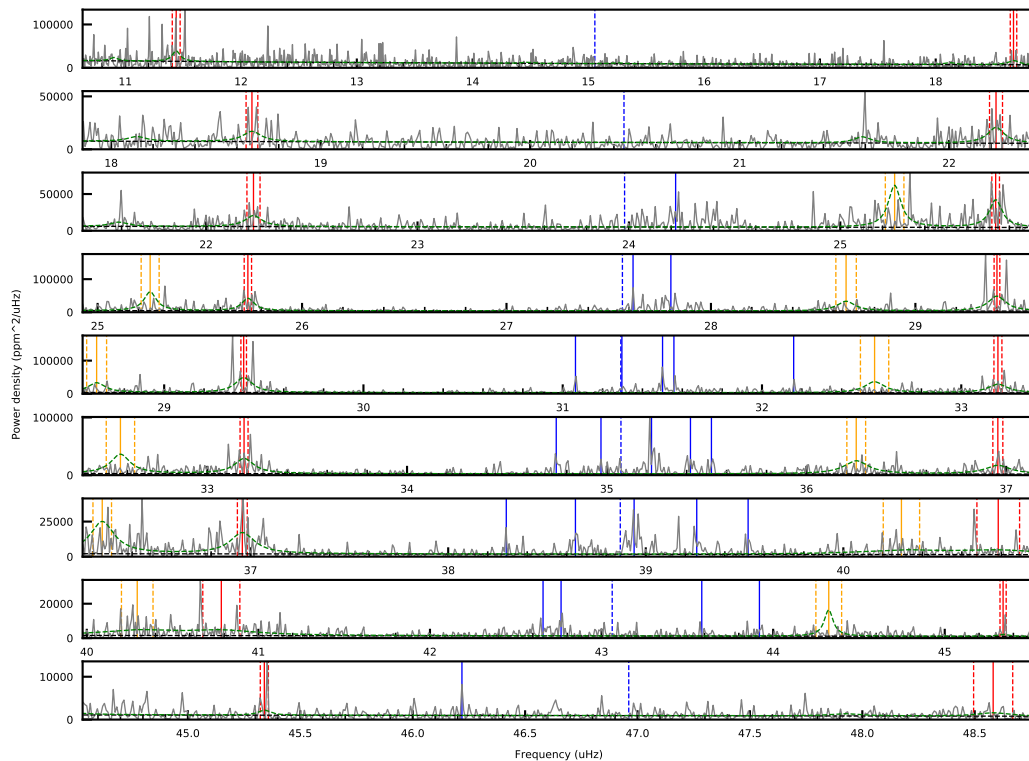 100000
0
11 12 13 14 15 16 17 18
50000
0
18 19 20 21 22
50000
0
22 23 24 25
100000
0
25 26 27 28 29
Power density (ppm^2/uHz)
100000
0
29 30 31 32 33
100000
0
33 34 35 36 37
25000
0
37 38 39 40
20000
0
40 41 42 43 44 45
10000
0
45.0 45.5 46.0 46.5 47.0 47.5 48.0 48.5
Frequency (uHz)